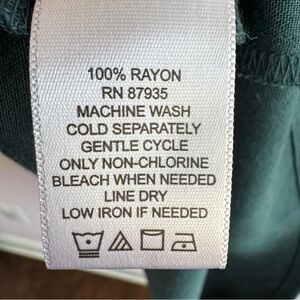 100% RAYON
RN 87935
MACHINE WASH
COLD SEPARATELY
GENTLE CYCLE
ONLY NON-CHLORINE
BLEACH WHEN NEEDED
LINE DRY
LOW IRON IF NEEDED